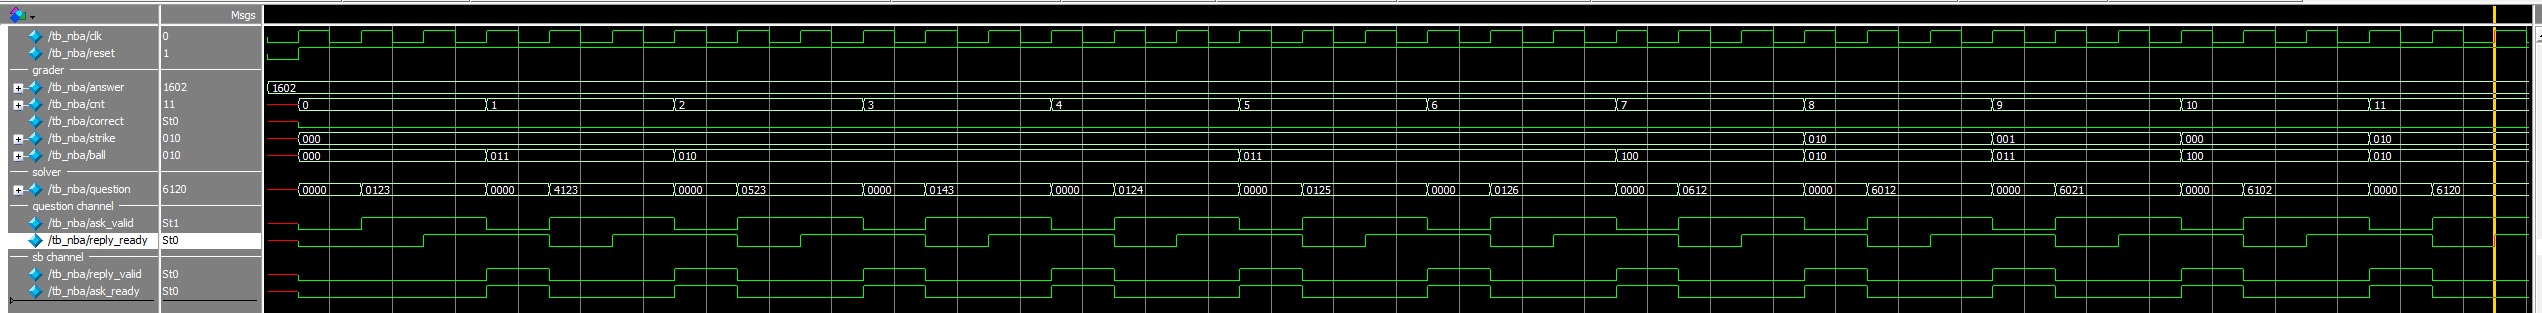 Msgs
/tb_nba/clk 0
/tb_nba/reset 1
grader
/tb_nba/answer 1602 1602
/tb_nba/cnt 11 0 1 2 3 4 5 6 7 8 9 10 11
/tb_nba/correct St0
/tb_nba/strike 010 000 010 001 000 010
/tb_nba/ball 010 000 011 010 011 100 010 011 100 010
solver
/tb_nba/question 6120 0000 0123 0000 4123 0000 0523 0000 0143 0000 0124 0000 0125 0000 0126 0000 0612 0000 6012 0000 6021 0000 6102 0000 6120
question channel
/tb_nba/ask_valid St1
/tb_nba/reply_ready St0
sb channel
/tb_nba/reply_valid St0
/tb_nba/ask_ready St0